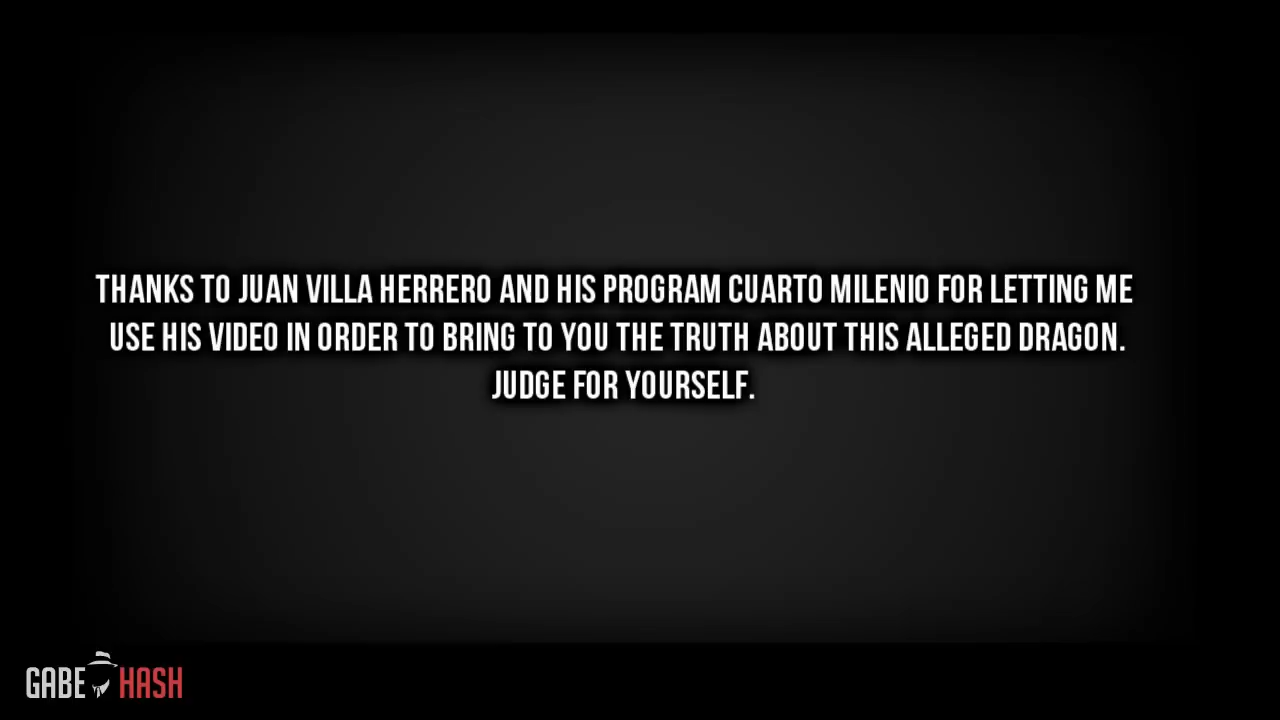 THANKS TO JUAN VILLA HERRERO AND HIS PROGRAM CUARTO MILENIO FOR LETTING ME
USE HIS VIDEO IN ORDER TO BRING TO YOU THE TRUTH ABOUT THIS ALLEGED DRAGON.
JUDGE FOR YOURSELF.
GABE HASH